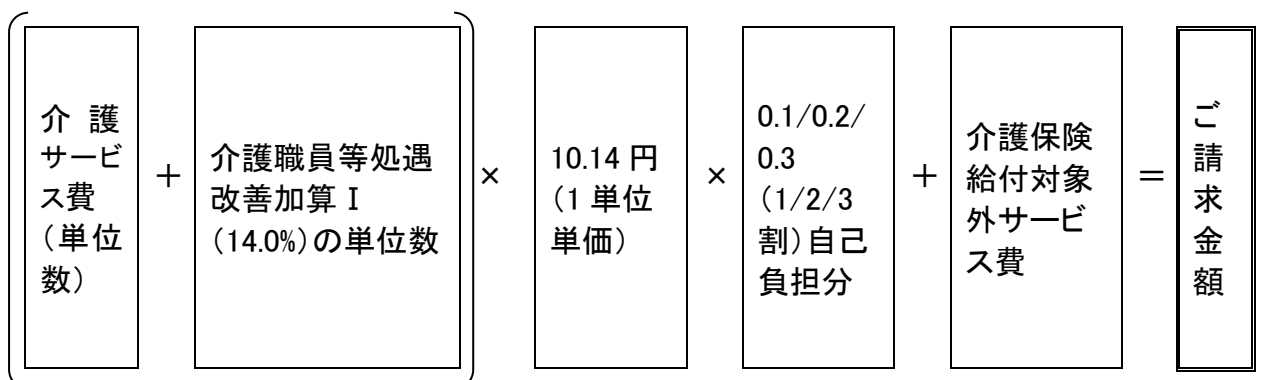 介 護
サービ
ス費
(単位
数)
+
介護職員等処遇
改善加算Ⅰ
(14.0%)の単位数
×
10.14 円
(1 単位
単価)
×
0.1/0.2/
0.3
(1/2/3
割)自己
負担分
+
介護保険
給付対象
外サービ
ス費
=
ご
請
求
金
額